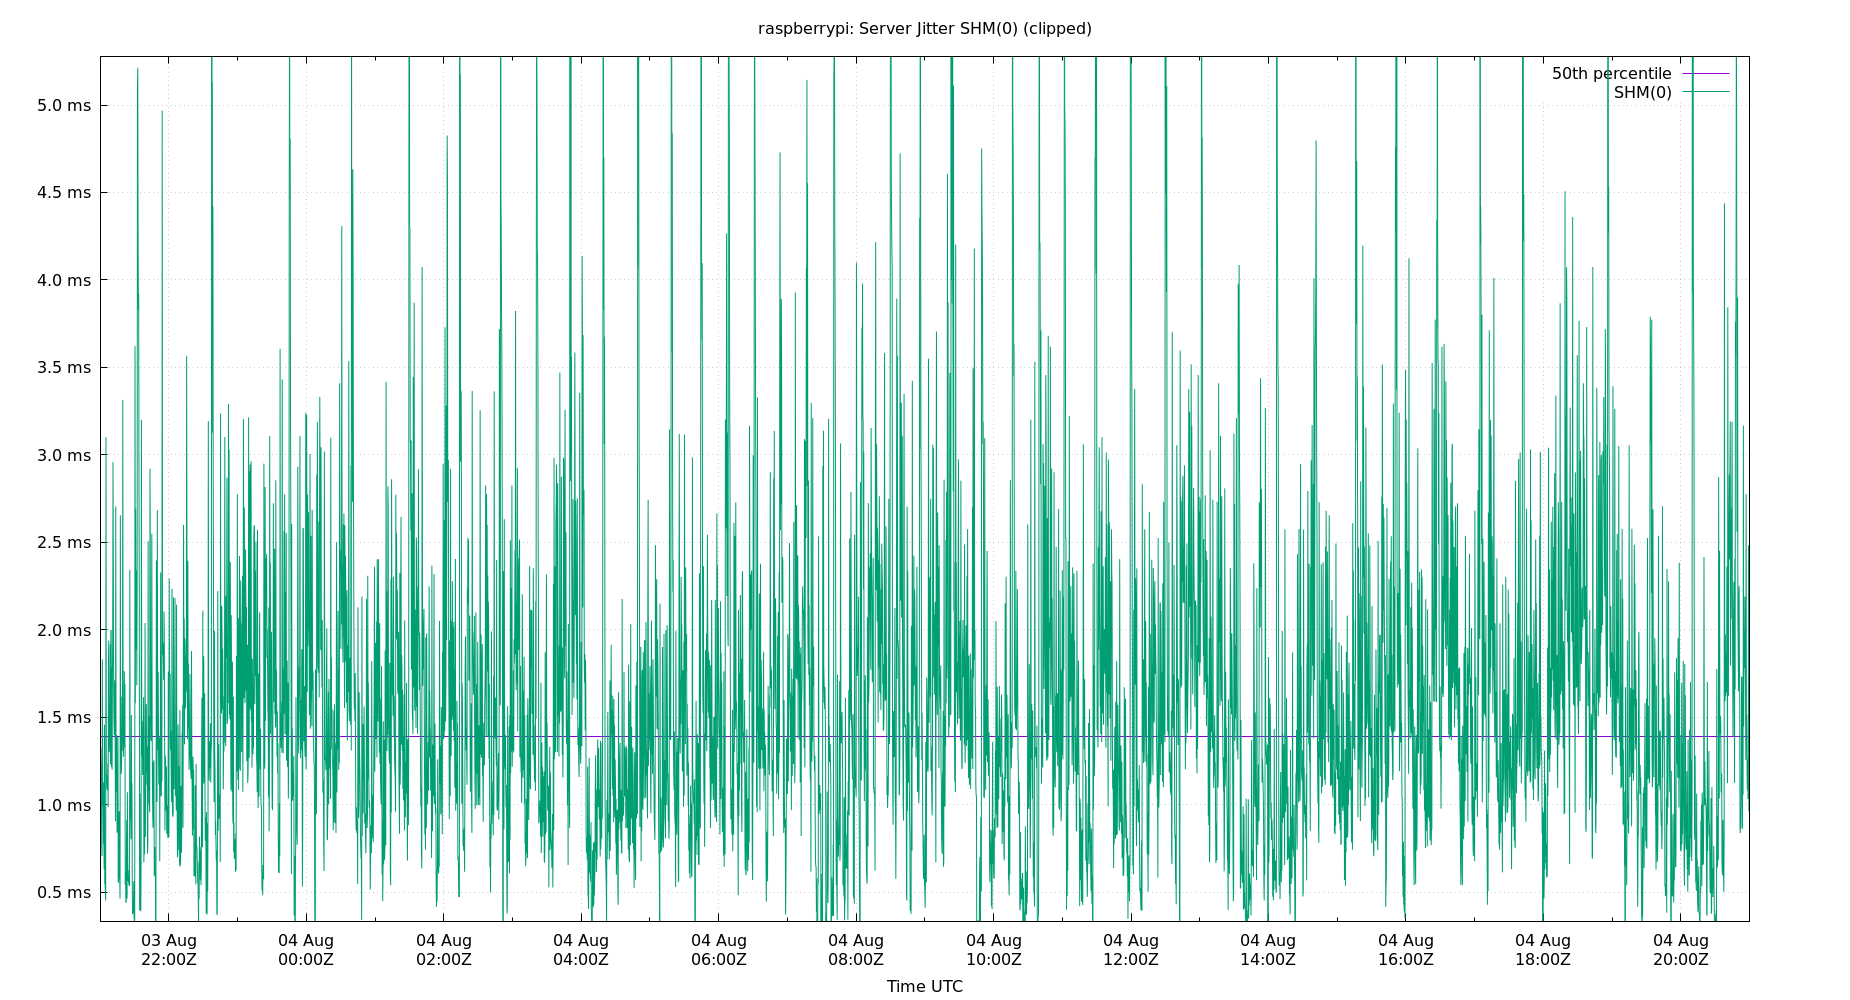 raspberrypi: Server Jitter SHM(0) (clipped)
50th percentile
SHM(0)
5.0 ms
4.5 ms
4.0 ms
3.5 ms
3.0 ms
2.5 ms
2.0 ms
1.5 ms
1.0 ms
0.5 ms
03 Aug 04 Aug 04 Aug 04 Aug 04 Aug 04 Aug 04 Aug 04 Aug 04 Aug 04 Aug 04 Aug 04 Aug
22:00Z 00:00Z 02:00Z 04:00Z 06:00Z 08:00Z 10:00Z 12:00Z 14:00Z 16:00Z 18:00Z 20:00Z
Time UTC